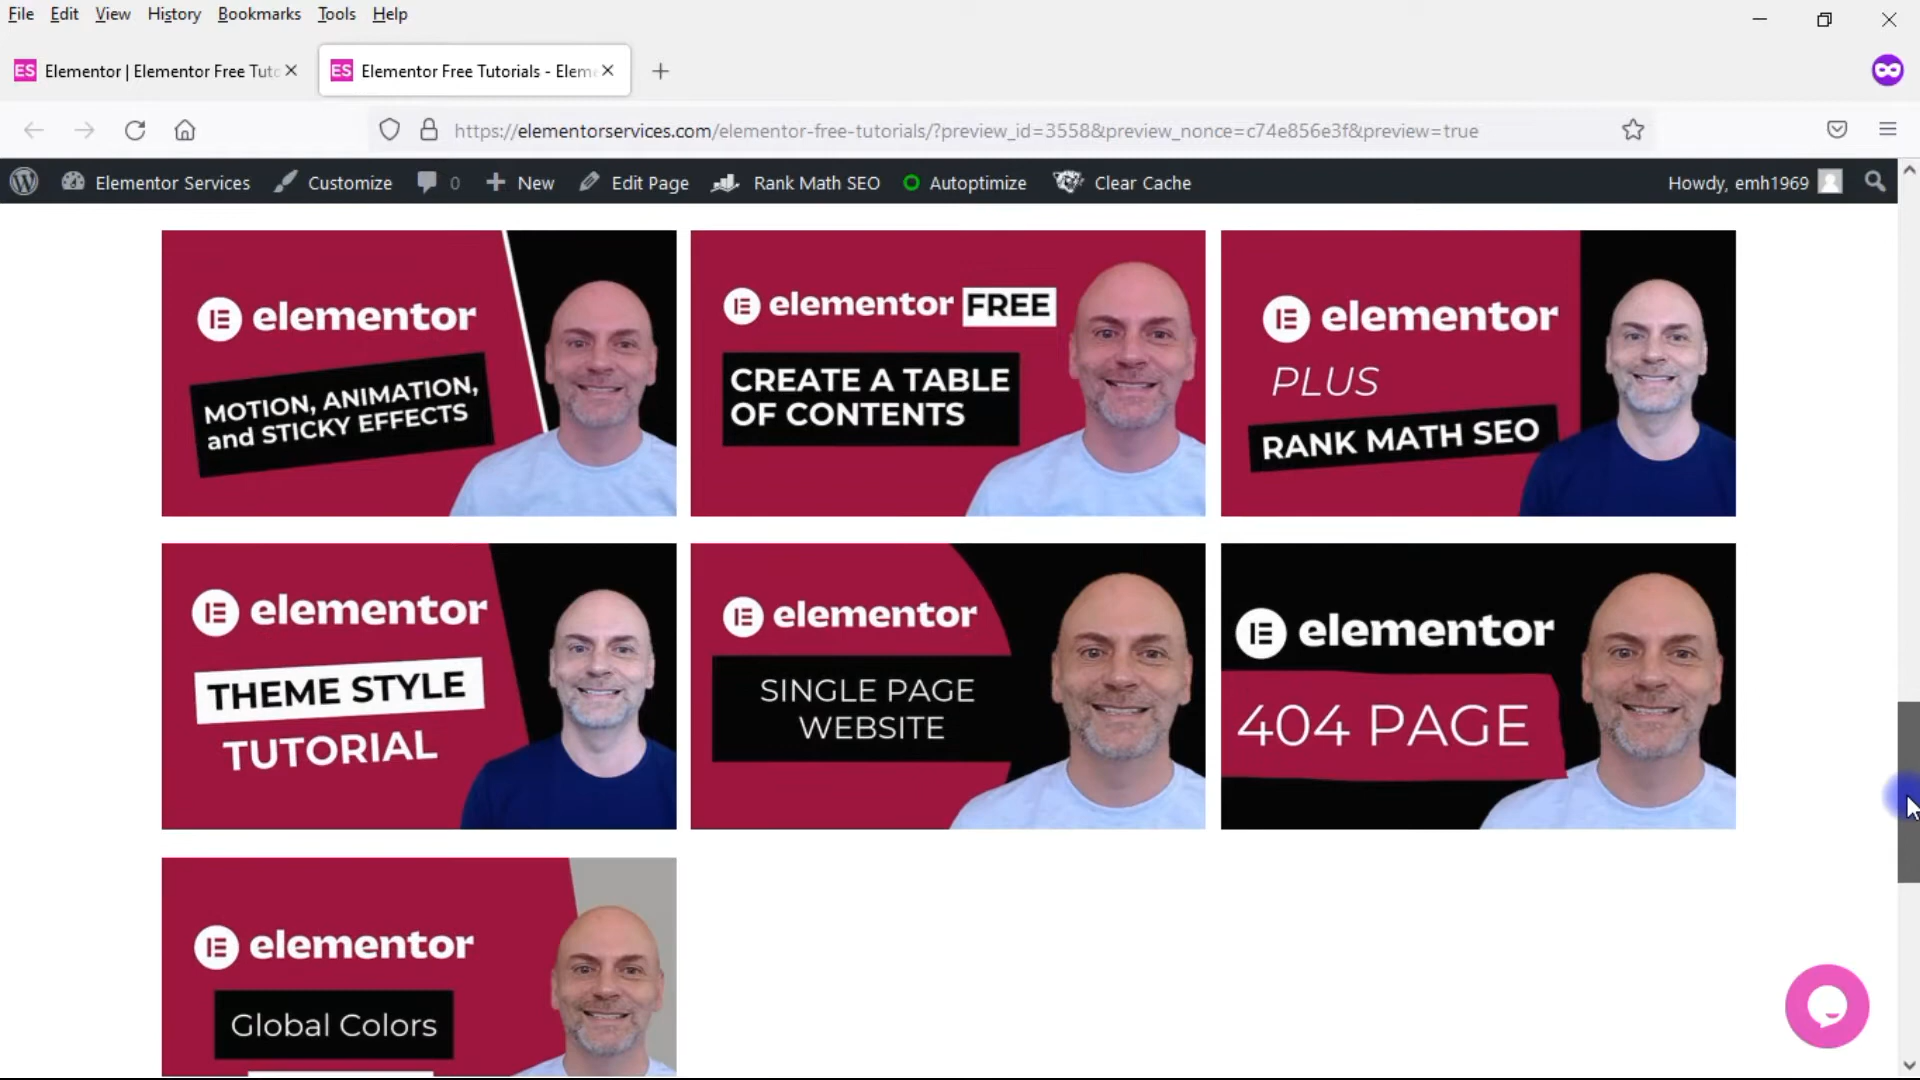 File Edit View History Bookmarks Tools Help
ES Elementor | Elementor Free Tuto
ES Elementor Free Tutorials - Elem
https://elementorservices.com/elementor-free-tutorials/?preview_id=3558&preview_nonce=c74e856e3f&preview=true
Elementor Services Customize 0 New Edit Page Rank Math SEO Autoptimize Clear Cache Howdy, emh1969
elementor
MOTION, ANIMATION,
and STICKY EFFECTS
elementor FREE
CREATE A TABLE
OF CONTENTS
elementor
PLUS
RANK MATH SEO
elementor
THEME STYLE
TUTORIAL
elementor
SINGLE PAGE
WEBSITE
elementor
404 PAGE
elementor
Global Colors